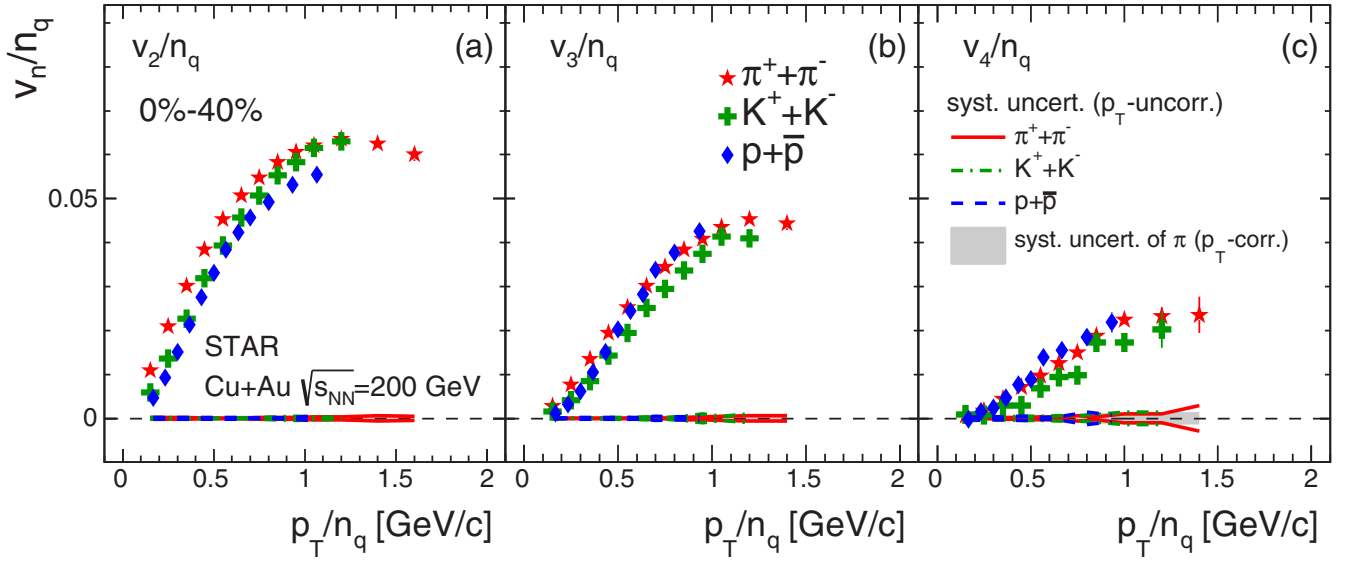 v_n/n_q
v_2/n_q
(a)
0%-40%
STAR
Cu+Au √s_NN=200 GeV
0.05
0
0 0.5 1 1.5 2
p_T/n_q [GeV/c]
v_3/n_q
(b)
π⁺+π⁻
K⁺+K⁻
p+p̅
0 0.5 1 1.5 2
p_T/n_q [GeV/c]
v_4/n_q
(c)
syst. uncert. (p_T-uncorr.)
π⁺+π⁻
K⁺+K⁻
p+p̅
syst. uncert. of π (p_T-corr.)
0 0.5 1 1.5 2
p_T/n_q [GeV/c]